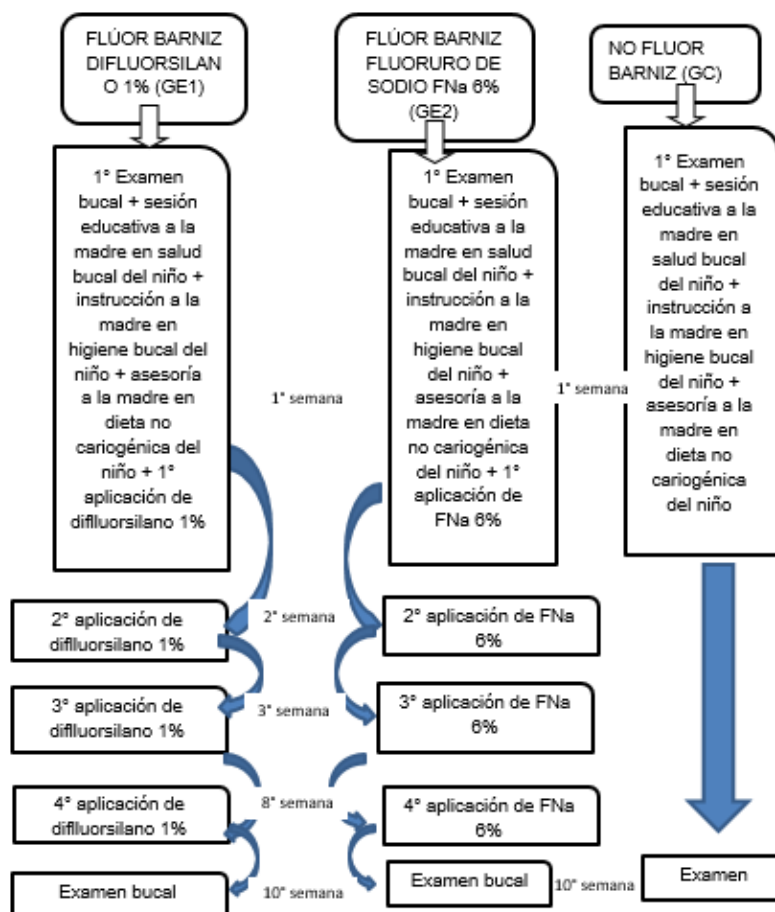 FLÚOR BARNIZ
DIFLUORSILAN
O 1% (GE1)
FLÚOR BARNIZ
FLUORURO DE
SODIO FNa 6%
(GE2)
NO FLUOR
BARNIZ (GC)
1° Examen
bucal + sesión
educativa a la
madre en salud
bucal del niño +
instrucción a la
madre en
higiene bucal del
niño + asesoría
a la madre en
dieta no
cariogénica del
niño + 1°
aplicación de
diflluorsilano 1%
1° semana
1° Examen
bucal + sesión
educativa a la
madre en salud
bucal del niño +
instrucción a la
madre en
higiene bucal
del niño +
asesoría a la
madre en dieta
no cariogénica
del niño + 1°
aplicación de
FNa 6%
1° semana
1° Examen
bucal + sesión
educativa a la
madre en
salud bucal
del niño +
instrucción a
la madre en
higiene bucal
del niño +
asesoría a la
madre en
dieta no
cariogénica
del niño
2° aplicación de
diflluorsilano 1%
2° semana
2° aplicación de FNa
6%
3° aplicación de
diflluorsilano 1%
3° semana
3° aplicación de FNa
6%
4° aplicación de
diflluorsilano 1%
8° semana
4° aplicación de FNa
6%
Examen bucal
10° semana
Examen bucal
10° semana
Examen